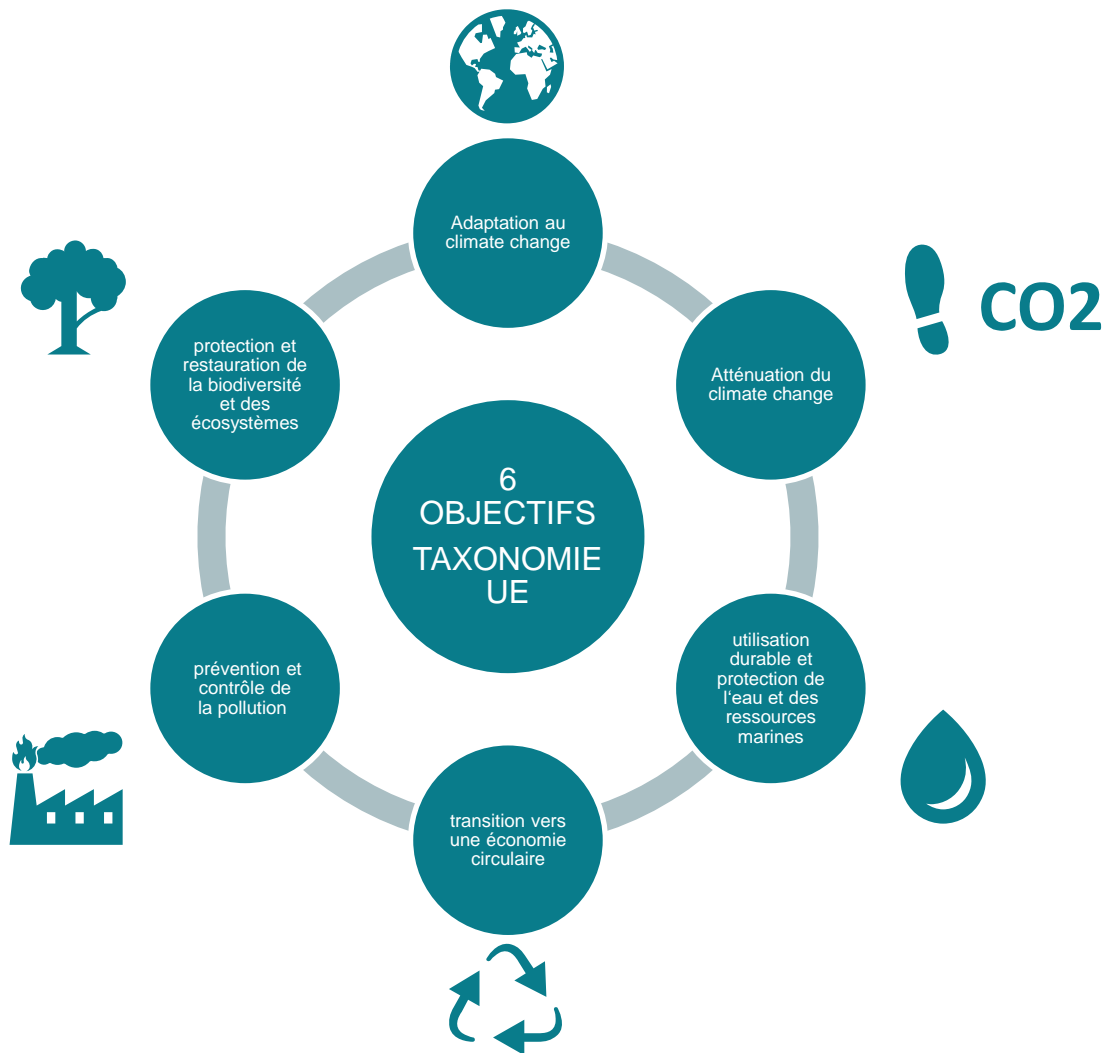 Adaptation au
climate change
CO2
Atténuation du
climate change
protection et
restauration de
la biodiversité
et des
écosystèmes
6
OBJECTIFS
TAXONOMIE
UE
utilisation
durable et
protection de
l‘eau et des
ressources
marines
prévention et
contrôle de
la pollution
transition vers
une économie
circulaire